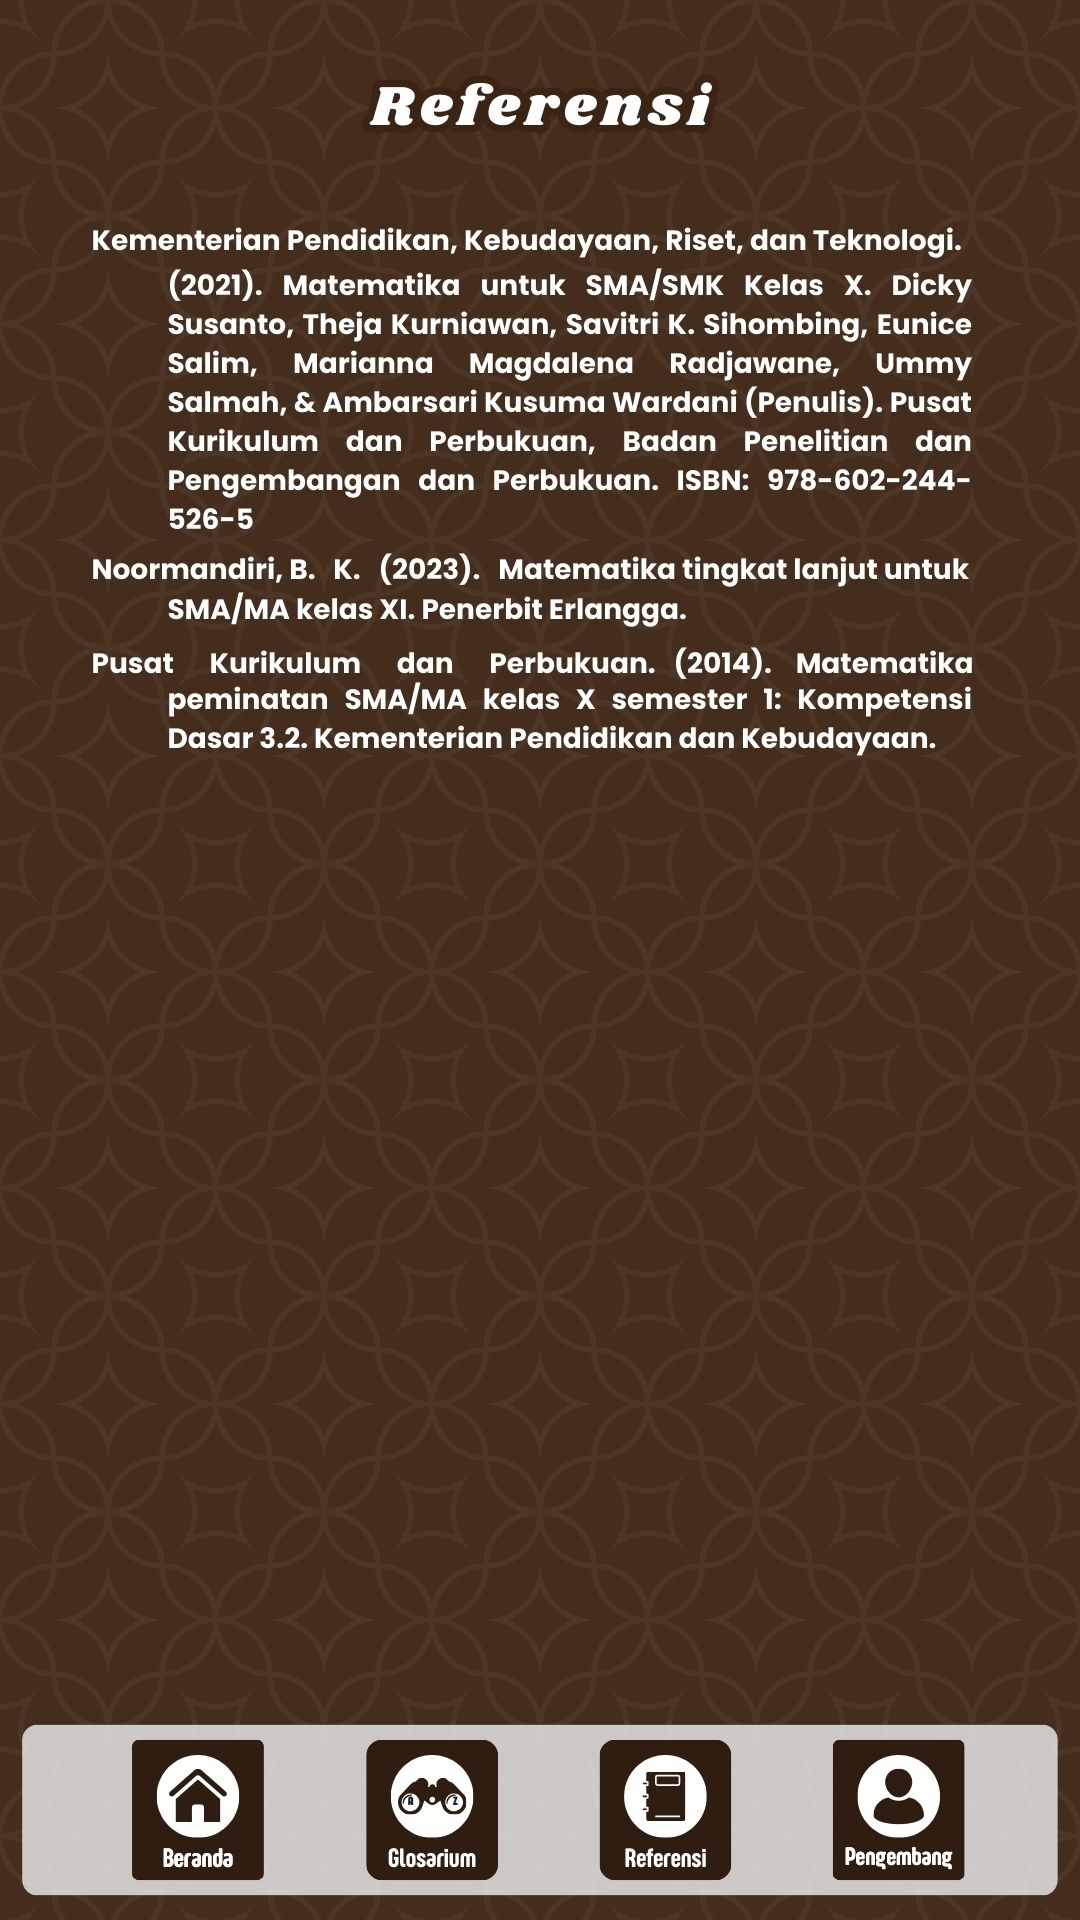 Referensi
Kementerian Pendidikan, Kebudayaan, Riset, dan Teknologi.
(2021). Matematika untuk SMA/SMK Kelas X. Dicky
Susanto, Theja Kurniawan, Savitri K. Sihombing, Eunice
Salim, Marianna Magdalena Radjawane, Ummy
Salmah, & Ambarsari Kusuma Wardani (Penulis). Pusat
Kurikulum dan Perbukuan, Badan Penelitian dan
Pengembangan dan Perbukuan. ISBN: 978-602-244-
526-5
Noormandiri, B. K. (2023). Matematika tingkat lanjut untuk
SMA/MA kelas XI. Penerbit Erlangga.
Pusat Kurikulum dan Perbukuan. (2014). Matematika
peminatan SMA/MA kelas X semester 1: Kompetensi
Dasar 3.2. Kementerian Pendidikan dan Kebudayaan.
A Z
Beranda
Glosarium
Referensi
Pengembang